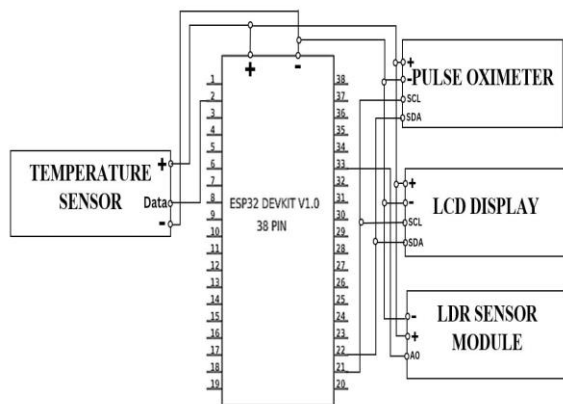 + -
1 38
2 37
3 36
4 35
5 34
6 33
7 32
8 31
9 30
10 29
11 28
12 27
13 26
14 25
15 24
16 23
17 22
18 21
19 20
ESP32 DEVKIT V1.0
38 PIN
TEMPERATURE
SENSOR
+
Data
-
+
-
SCL
SDA
PULSE OXIMETER
+
-
SCL
SDA
LCD DISPLAY
-
+
A0
LDR SENSOR
MODULE